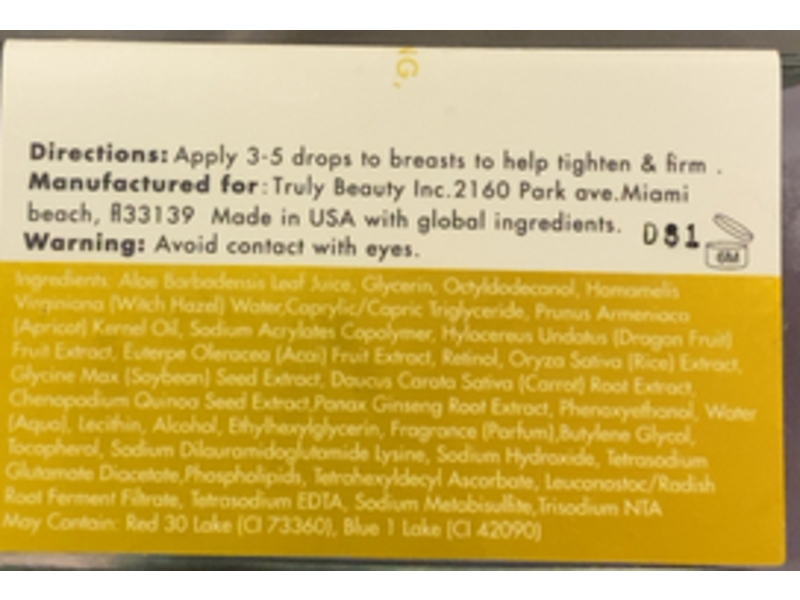 NG,
Directions: Apply 3-5 drops to breasts to help tighten & firm .
Manufactured for: Truly Beauty Inc.2160 Park ave.Miami
beach, fl33139 Made in USA with global ingredients.
D81
6M
Warning: Avoid contact with eyes.
Ingredients: Aloe Barbadensis Leaf Juice, Glycerin, Octyldodecanol, Hamamelis
Virginiana (Witch Hazel) Water,Caprylic/Capric Triglyceride, Prunus Armeniaca
(Apricot) Kernel Oil, Sodium Acrylates Copolymer, Hylocereus Undatus (Dragon Fruit)
Fruit Extract, Euterpe Oleracea (Acai) Fruit Extract, Retinol, Oryza Sativa (Rice) Extract,
Glycine Max (Soybean) Seed Extract, Daucus Carota Sativa (Carrot) Root Extract,
Chenopodium Quinoa Seed Extract,Panax Ginseng Root Extract, Phenoxyethanol, Water
(Aqua), Lecithin, Alcohol, Ethylhexylglycerin, Fragrance (Parfum),Butylene Glycol,
Tocopherol, Sodium Dilauramidoglutamide Lysine, Sodium Hydroxide, Tetrasodium
Glutamate Diacetate,Phospholipids, Tetrahexyldecyl Ascorbate, Leuconostoc/Radish
Root Ferment Filtrate, Tetrasodium EDTA, Sodium Metabisulfite,Trisodium NTA
May Contain: Red 30 Lake (CI 73360), Blue 1 Lake (CI 42090)